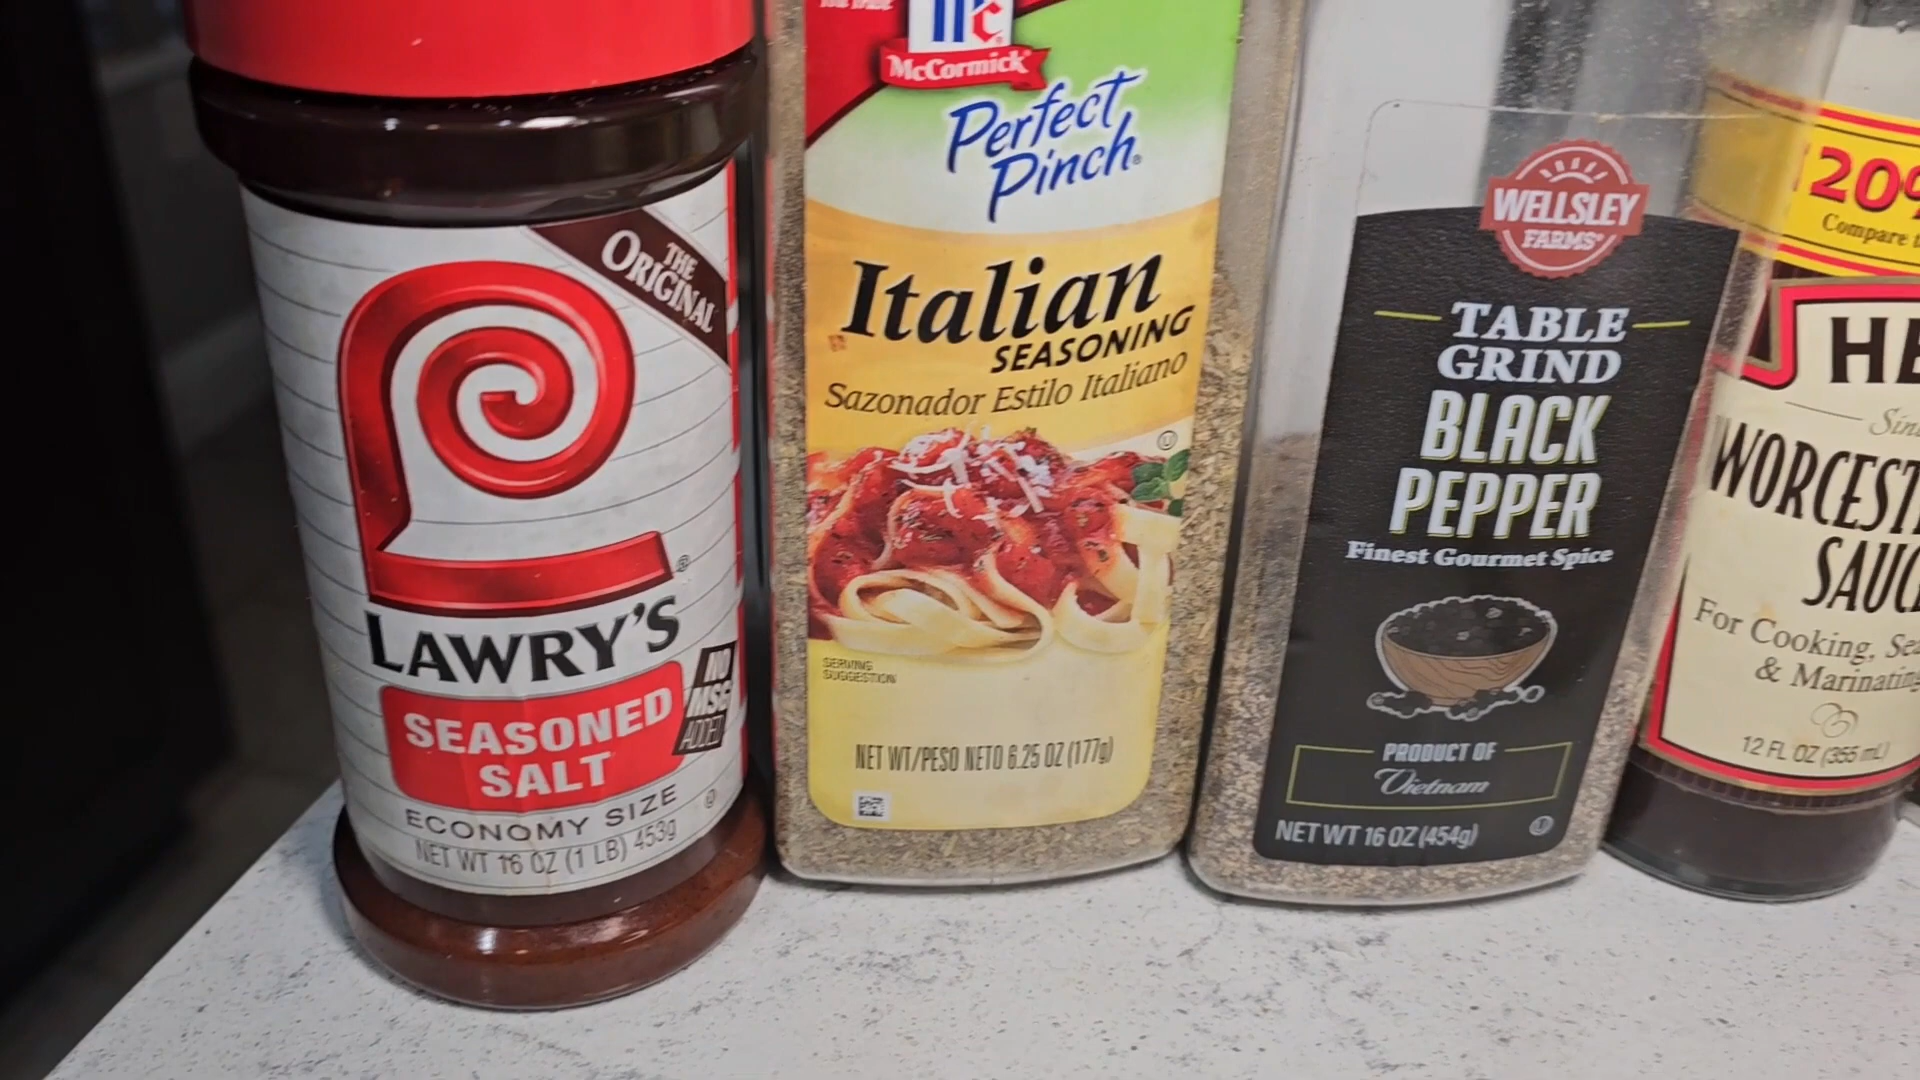 THE
ORIGINAL
LAWRY'S
SEASONED
SALT
NO
MSG
ADDED
ECONOMY SIZE
NET WT 16 OZ (1 LB) 453g
McCormick
Perfect
Pinch
Italian
SEASONING
Sazonador Estilo Italiano
SERVING
SUGGESTION
NET WT/PESO NETO 6.25 OZ (177g)
WELLSLEY
FARMS
TABLE
GRIND
BLACK
PEPPER
Finest Gourmet Spice
PRODUCT OF
Vietnam
NET WT 16 OZ (454g)
20%
Compare
HE
WORCEST
SAUC
For Cooking, Sea
& Marinating
12 FL OZ (355 mL)